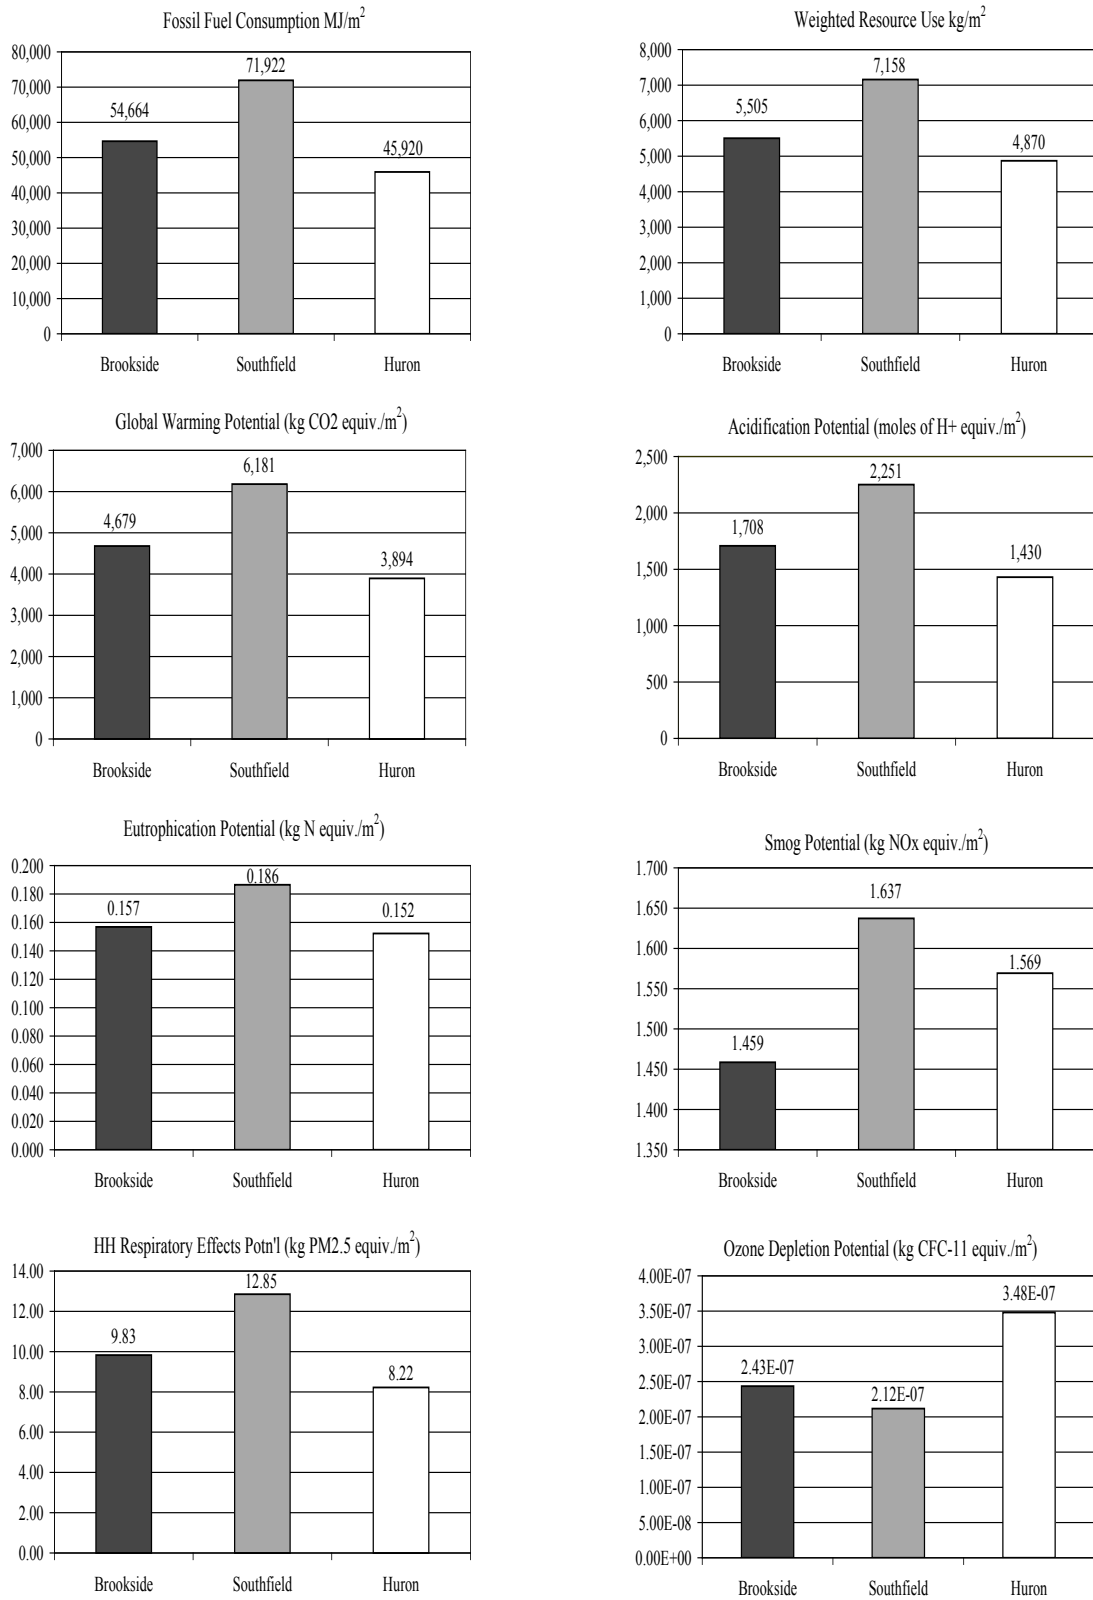 Fossil Fuel Consumption MJ/m²
80,000
70,000
60,000
50,000
40,000
30,000
20,000
10,000
0
54,664
71,922
45,920
Brookside Southfield Huron
Weighted Resource Use kg/m²
8,000
7,000
6,000
5,000
4,000
3,000
2,000
1,000
0
5,505
7,158
4,870
Brookside Southfield Huron
Global Warming Potential (kg CO2 equiv./m²)
7,000
6,000
5,000
4,000
3,000
2,000
1,000
0
4,679
6,181
3,894
Brookside Southfield Huron
Acidification Potential (moles of H+ equiv./m²)
2,500
2,000
1,500
1,000
500
0
1,708
2,251
1,430
Brookside Southfield Huron
Eutrophication Potential (kg N equiv./m²)
0.200
0.180
0.160
0.140
0.120
0.100
0.080
0.060
0.040
0.020
0.000
0.157
0.186
0.152
Brookside Southfield Huron
Smog Potential (kg NOx equiv./m²)
1.700
1.650
1.600
1.550
1.500
1.450
1.400
1.350
1.459
1.637
1.569
Brookside Southfield Huron
HH Respiratory Effects Potn'l (kg PM2.5 equiv./m²)
14.00
12.00
10.00
8.00
6.00
4.00
2.00
0.00
9.83
12.85
8.22
Brookside Southfield Huron
Ozone Depletion Potential (kg CFC-11 equiv./m²)
4.00E-07
3.50E-07
3.00E-07
2.50E-07
2.00E-07
1.50E-07
1.00E-07
5.00E-08
0.00E+00
2.43E-07
2.12E-07
3.48E-07
Brookside Southfield Huron